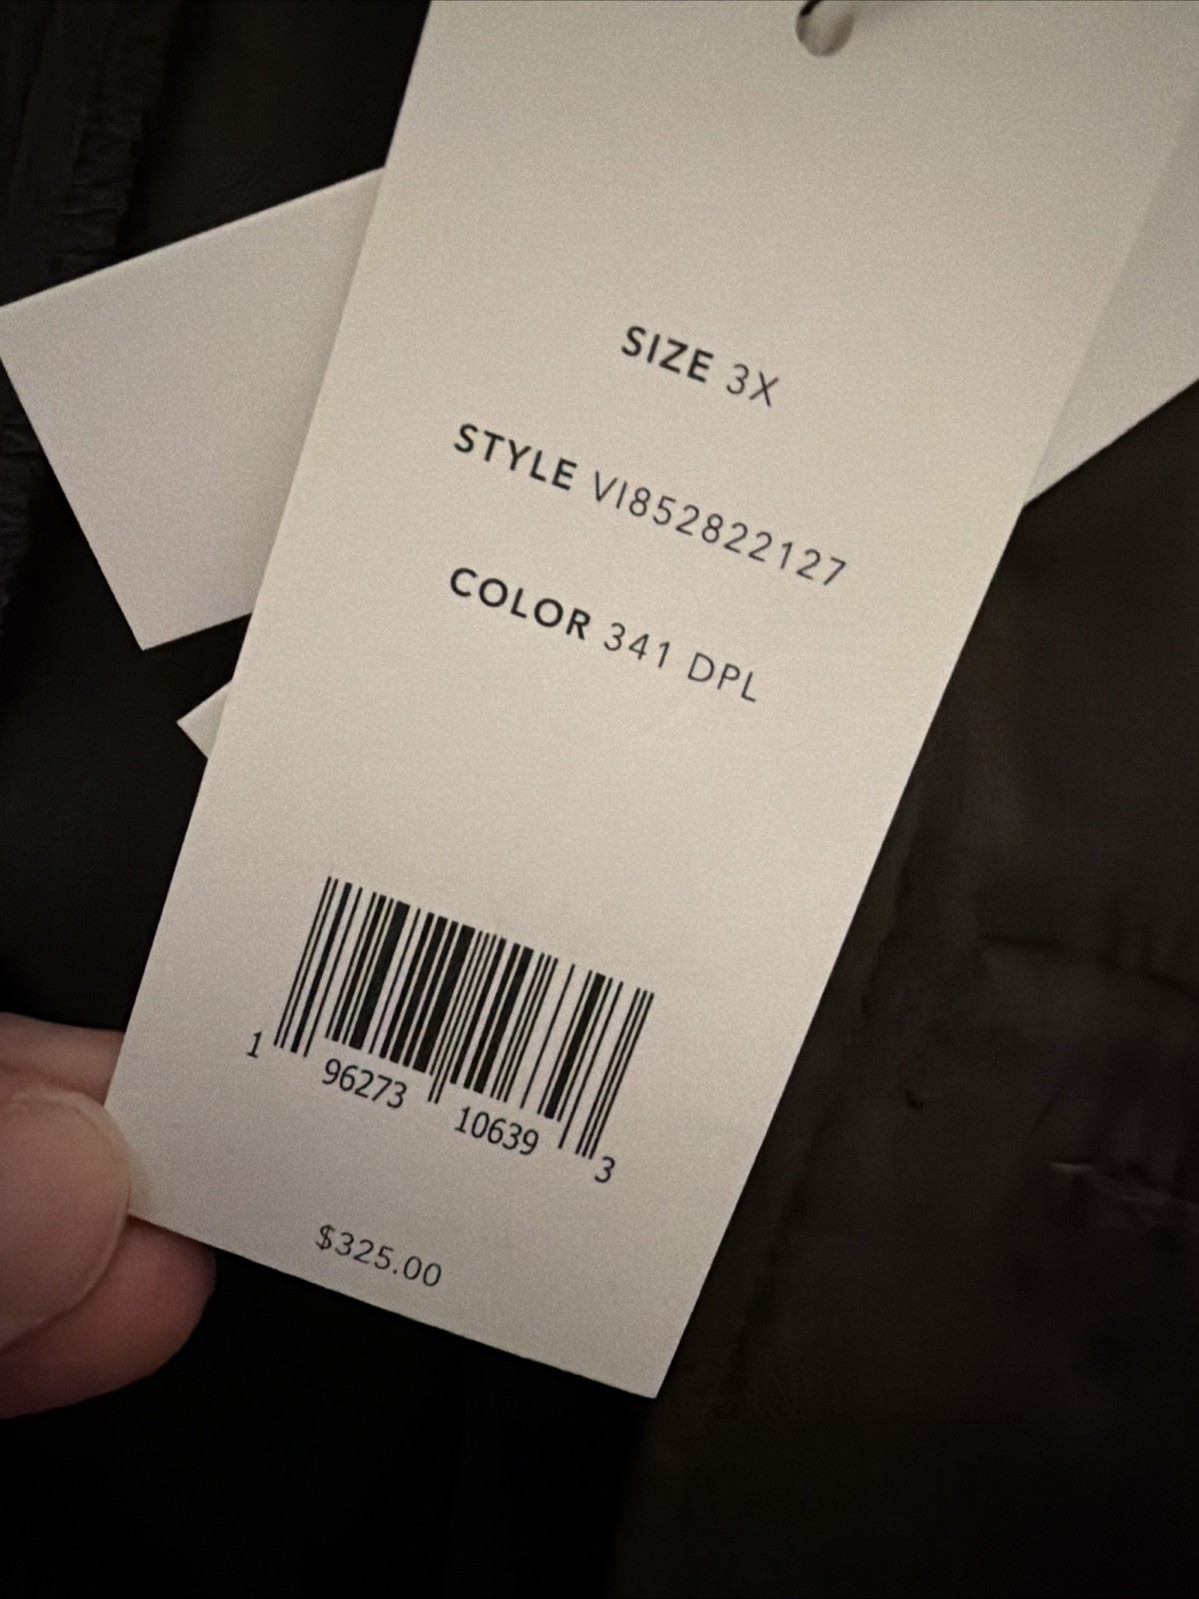 SIZE 3X
STYLE VI852822127
COLOR 341 DPL
1 96273 10639 3
$325.00